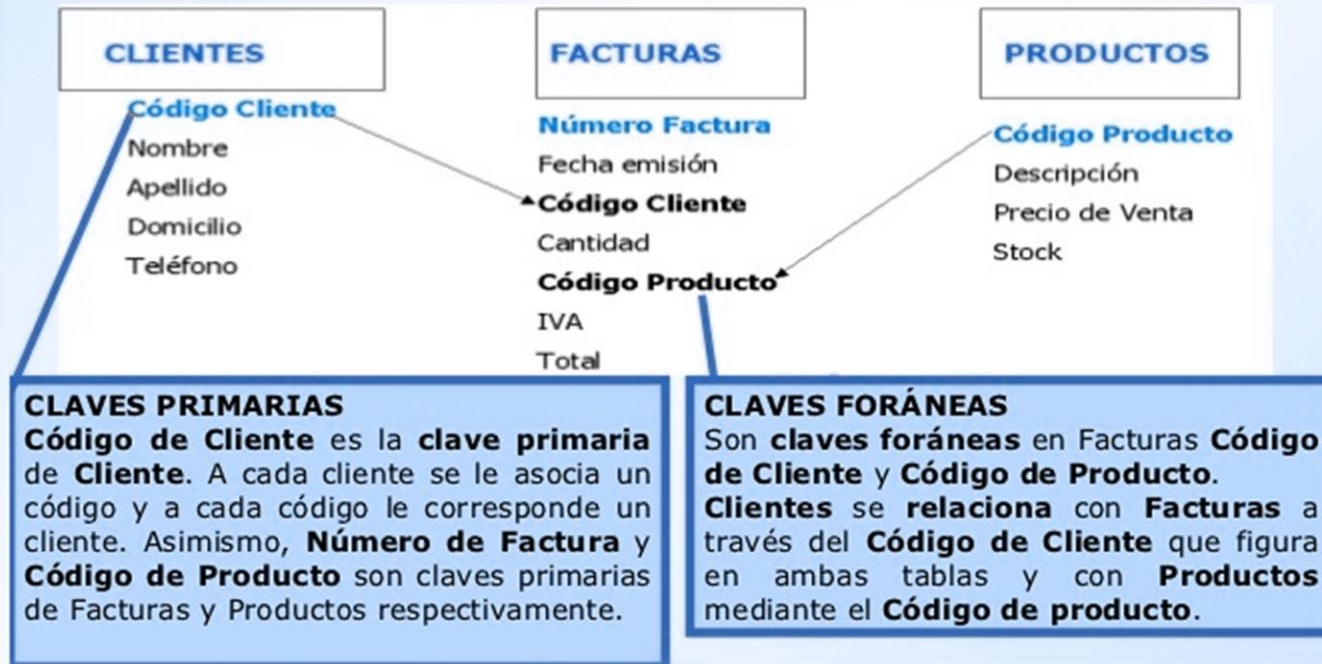 CLIENTES
Código Cliente
Nombre
Apellido
Domicilio
Teléfono
FACTURAS
Número Factura
Fecha emisión
Código Cliente
Cantidad
Código Producto
IVA
Total
PRODUCTOS
Código Producto
Descripción
Precio de Venta
Stock
CLAVES PRIMARIAS
Código de Cliente es la clave primaria
de Cliente. A cada cliente se le asocia un
código y a cada código le corresponde un
cliente. Asimismo, Número de Factura y
Código de Producto son claves primarias
de Facturas y Productos respectivamente.
CLAVES FORÁNEAS
Son claves foráneas en Facturas Código
de Cliente y Código de Producto.
Clientes se relaciona con Facturas a
través del Código de Cliente que figura
en ambas tablas y con Productos
mediante el Código de producto.